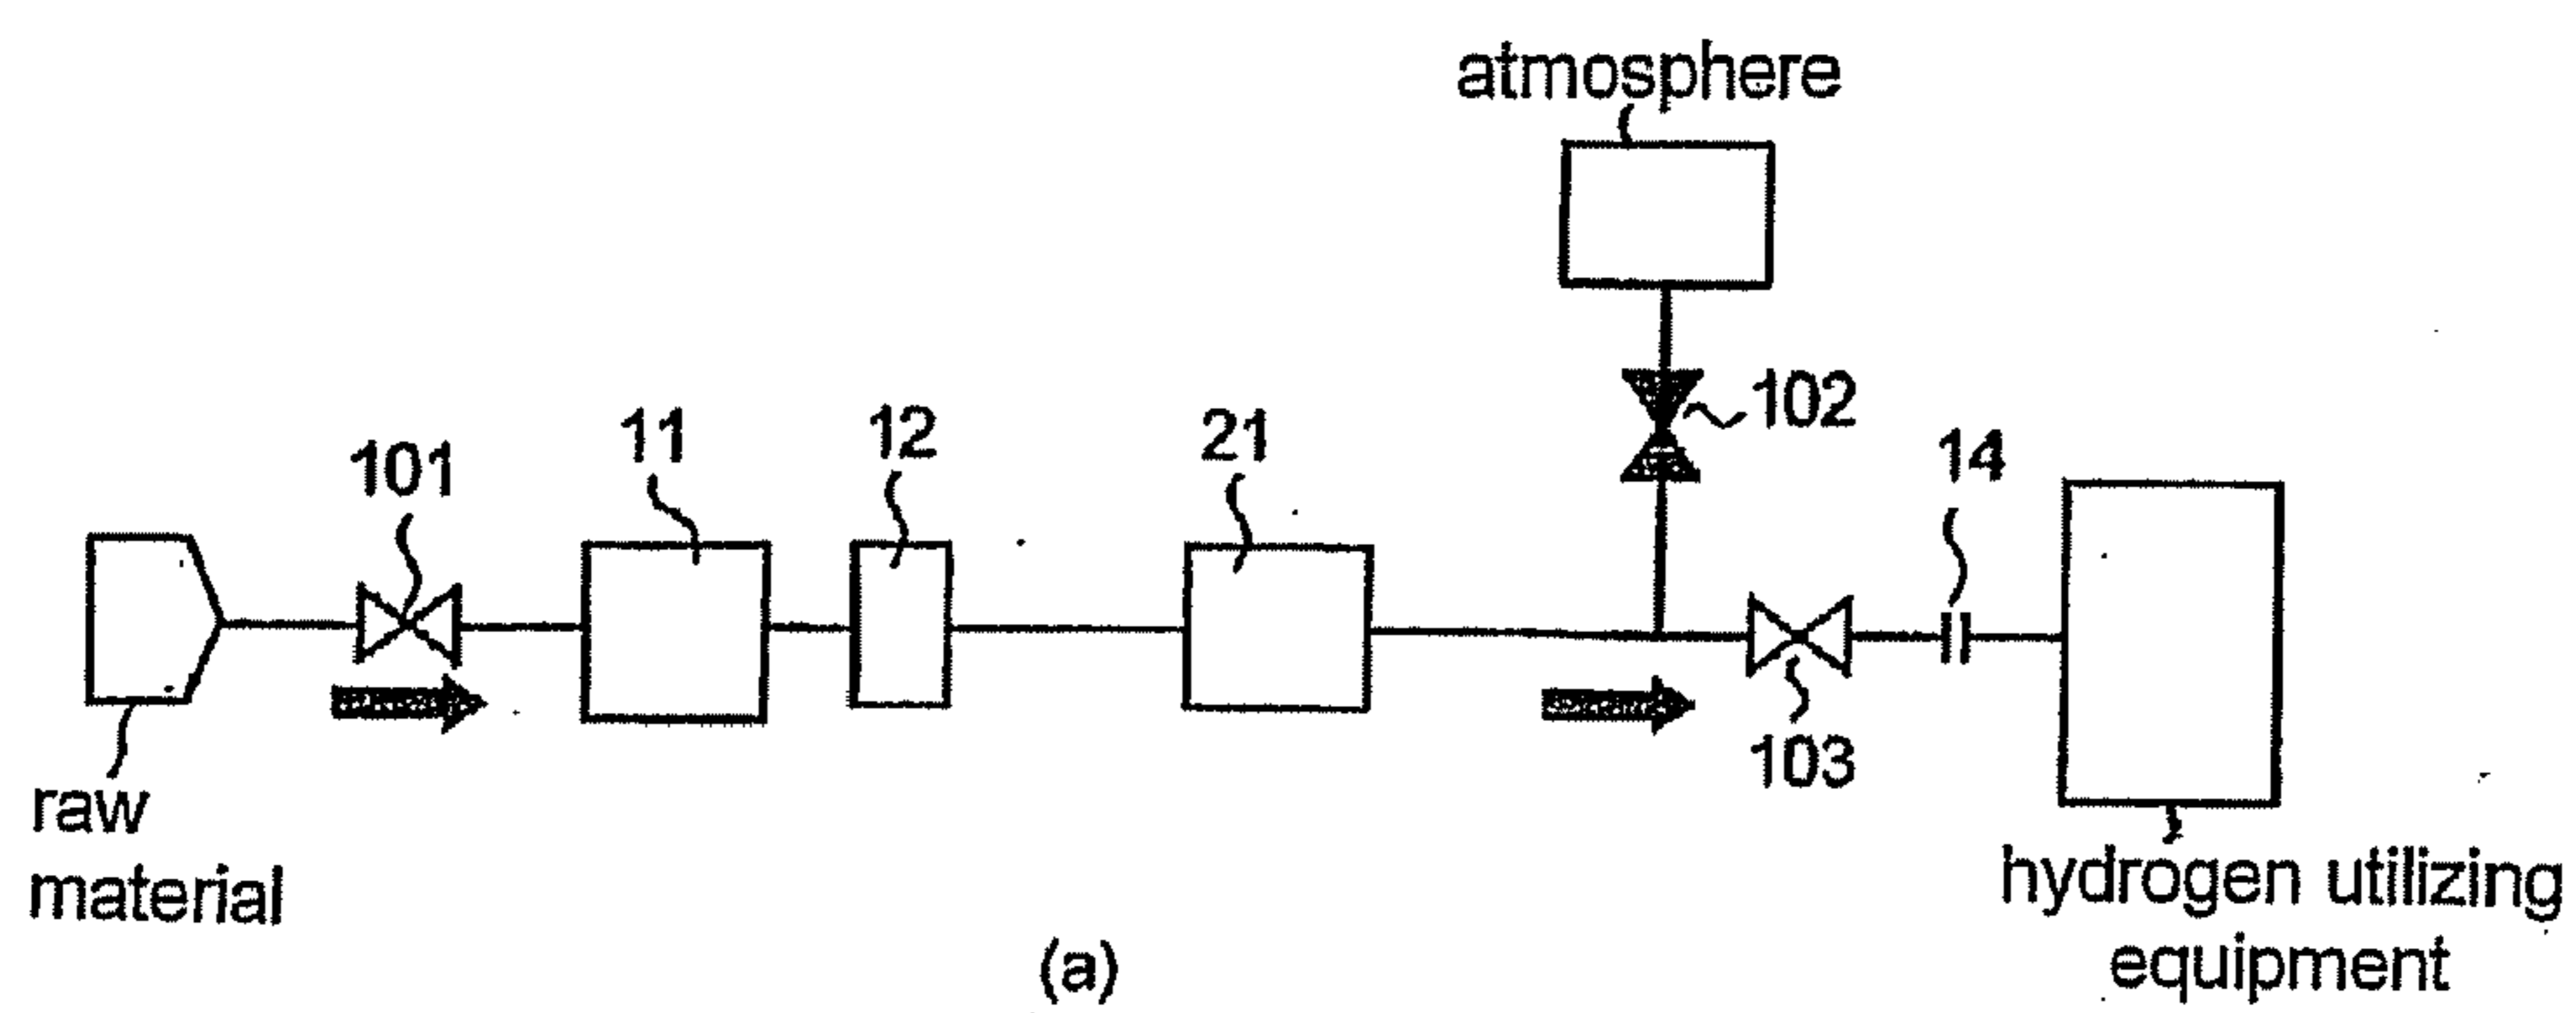 atmosphere
102
101
11
12
21
14
103
raw
material
hydrogen utilizing
equipment
(a)